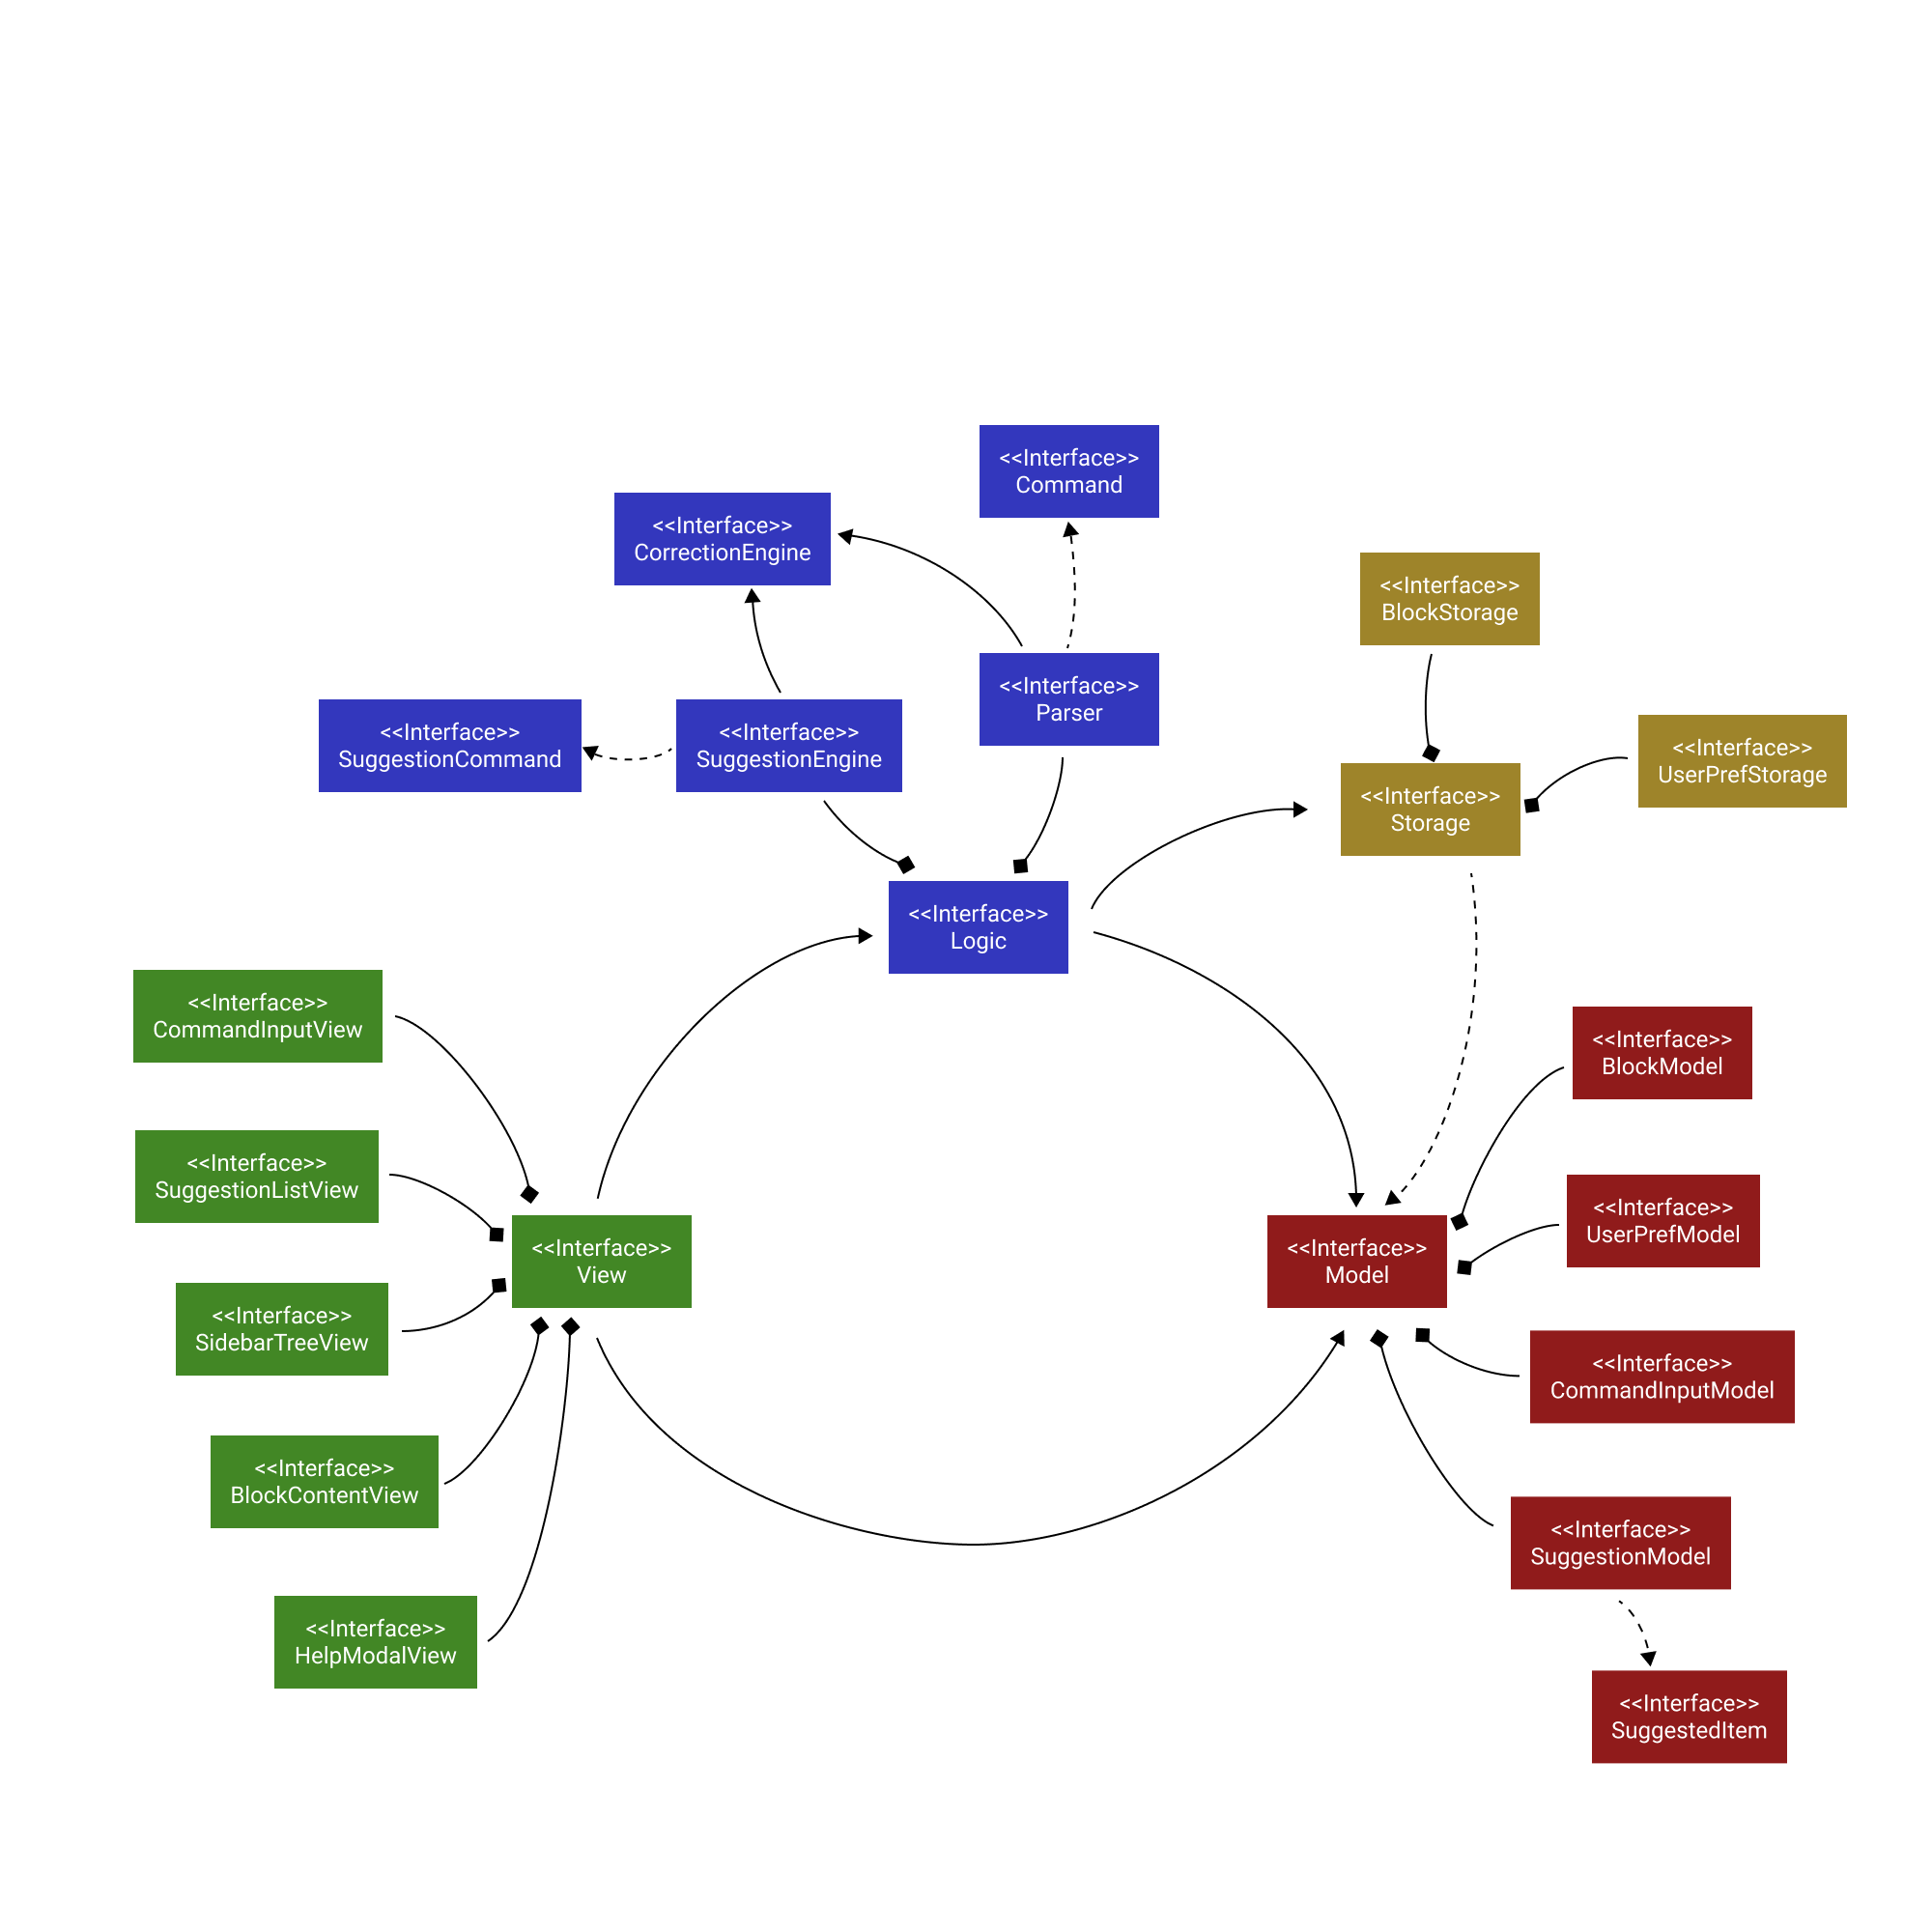 <<Interface>>
Command
<<Interface>>
CorrectionEngine
<<Interface>>
BlockStorage
<<Interface>>
Parser
<<Interface>>
SuggestionCommand
<<Interface>>
SuggestionEngine
<<Interface>>
UserPrefStorage
<<Interface>>
Storage
<<Interface>>
Logic
<<Interface>>
CommandInputView
<<Interface>>
BlockModel
<<Interface>>
SuggestionListView
<<Interface>>
UserPrefModel
<<Interface>>
View
<<Interface>>
Model
<<Interface>>
SidebarTreeView
<<Interface>>
CommandInputModel
<<Interface>>
BlockContentView
<<Interface>>
SuggestionModel
<<Interface>>
HelpModalView
<<Interface>>
SuggestedItem